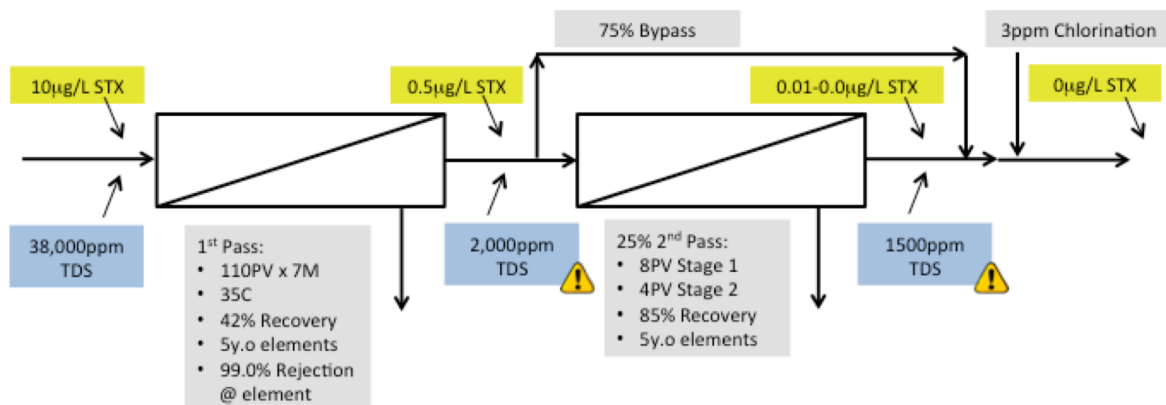 75% Bypass
3ppm Chlorination
10µg/L STX
0.5µg/L STX
0.01-0.0µg/L STX
0µg/L STX
38,000ppm
TDS
1st Pass:
• 110PV x 7M
• 35C
• 42% Recovery
• 5y.o elements
• 99.0% Rejection
@ element
2,000ppm
TDS
25% 2nd Pass:
• 8PV Stage 1
• 4PV Stage 2
• 85% Recovery
• 5y.o elements
1500ppm
TDS